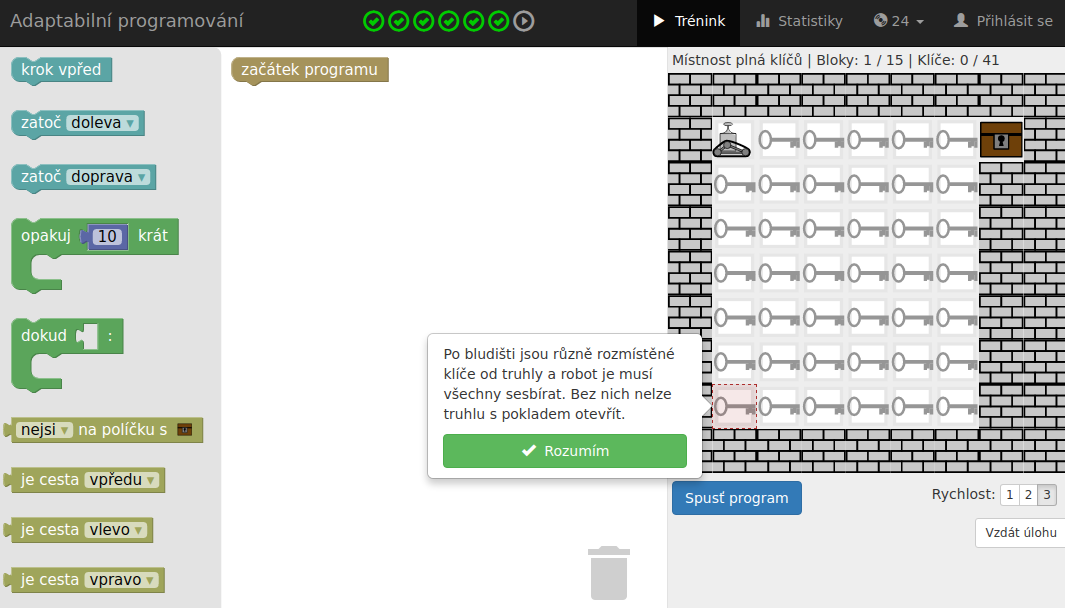 Adaptabilní programování
Trénink
Statistiky
24
Přihlásit se
krok vpřed
zatoč doleva
zatoč doprava
opakuj 10 krát
dokud :
nejsi na políčku s
je cesta vpředu
je cesta vlevo
je cesta vpravo
začátek programu
Místnost plná klíčů | Bloky: 1 / 15 | Klíče: 0 / 41
Po bludišti jsou různě rozmístěné
klíče od truhly a robot je musí
všechny sesbírat. Bez nich nelze
truhlu s pokladem otevřít.
Rozumím
Spusť program
Rychlost: 1 2 3
Vzdát úlohu